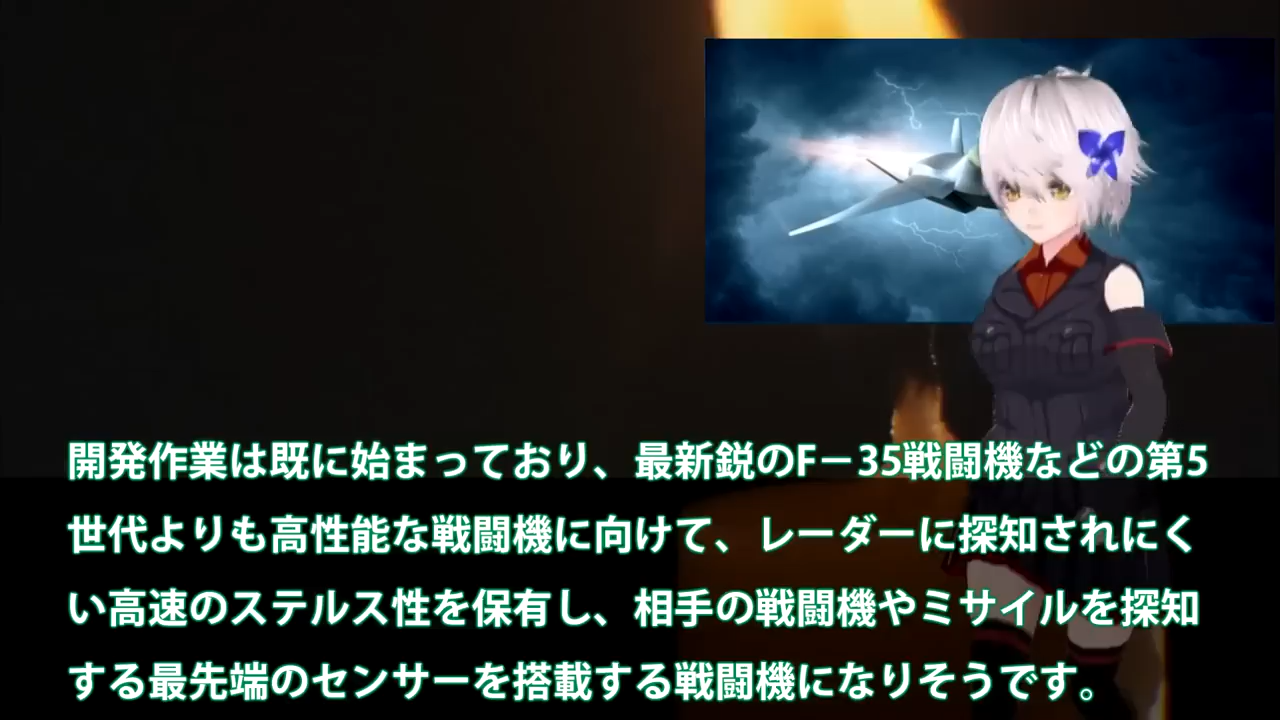 開発作業は既に始まっており、最新鋭のF－35戦闘機などの第5
世代よりも高性能な戦闘機に向けて、レーダーに探知されにく
い高速のステルス性を保有し、相手の戦闘機やミサイルを探知
する最先端のセンサーを搭載する戦闘機になりそうです。